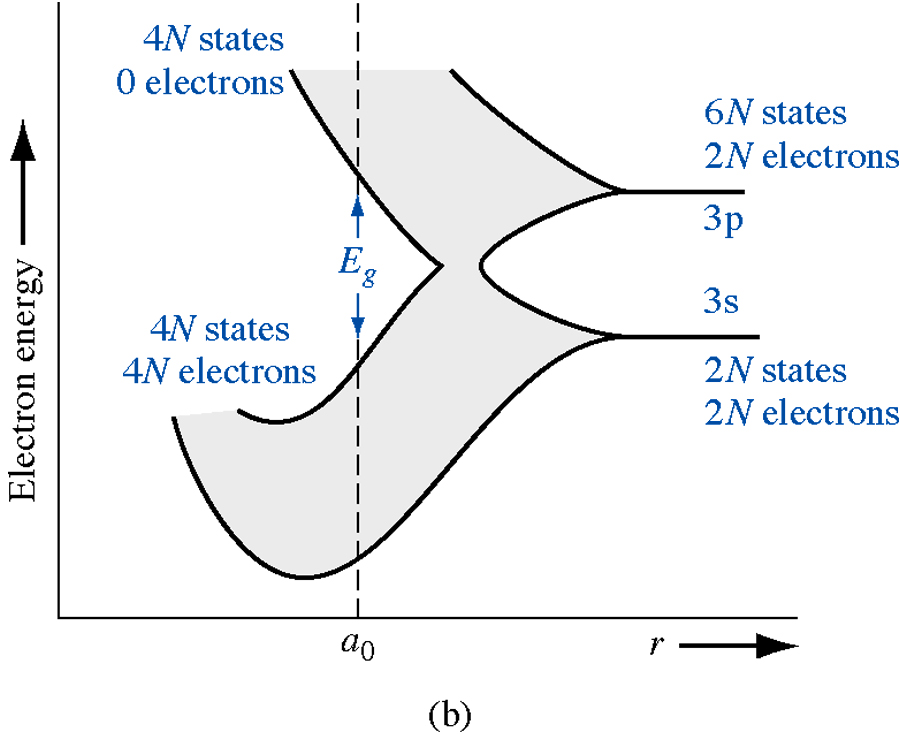 4N states
0 electrons
6N states
2N electrons
3p
E_g
3s
4N states
4N electrons
2N states
2N electrons
Electron energy
a_0
r
(b)